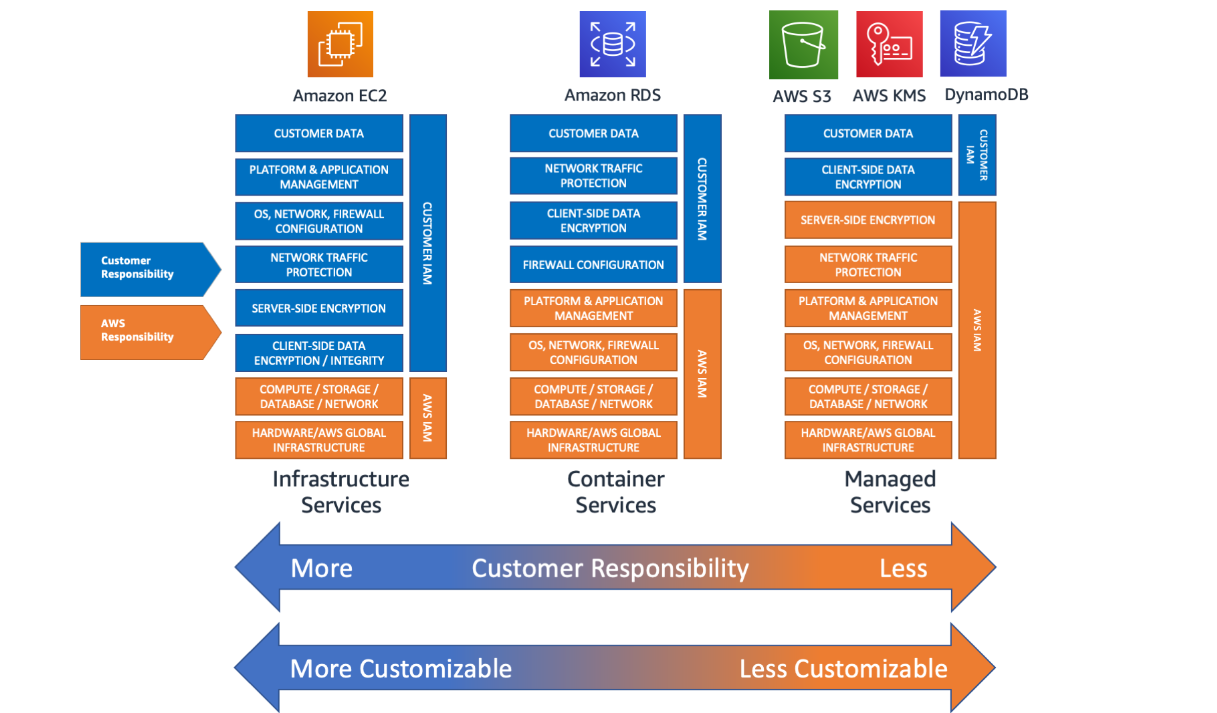 Amazon EC2
Amazon RDS
AWS S3
AWS KMS
DynamoDB
Customer
Responsibility
AWS
Responsibility
CUSTOMER DATA
PLATFORM & APPLICATION
MANAGEMENT
OS, NETWORK, FIREWALL
CONFIGURATION
NETWORK TRAFFIC
PROTECTION
SERVER-SIDE ENCRYPTION
CLIENT-SIDE DATA
ENCRYPTION / INTEGRITY
COMPUTE / STORAGE /
DATABASE / NETWORK
HARDWARE/AWS GLOBAL
INFRASTRUCTURE
CUSTOMER IAM
AWS IAM
Infrastructure
Services
CUSTOMER DATA
NETWORK TRAFFIC
PROTECTION
CLIENT-SIDE DATA
ENCRYPTION
FIREWALL CONFIGURATION
PLATFORM & APPLICATION
MANAGEMENT
OS, NETWORK, FIREWALL
CONFIGURATION
COMPUTE / STORAGE /
DATABASE / NETWORK
HARDWARE/AWS GLOBAL
INFRASTRUCTURE
CUSTOMER IAM
AWS IAM
Container
Services
CUSTOMER DATA
CLIENT-SIDE DATA
ENCRYPTION
SERVER-SIDE ENCRYPTION
NETWORK TRAFFIC
PROTECTION
PLATFORM & APPLICATION
MANAGEMENT
OS, NETWORK, FIREWALL
CONFIGURATION
COMPUTE / STORAGE /
DATABASE / NETWORK
HARDWARE/AWS GLOBAL
INFRASTRUCTURE
CUSTOMER
IAM
AWS IAM
Managed
Services
More
Customer Responsibility
Less
More Customizable
Less Customizable